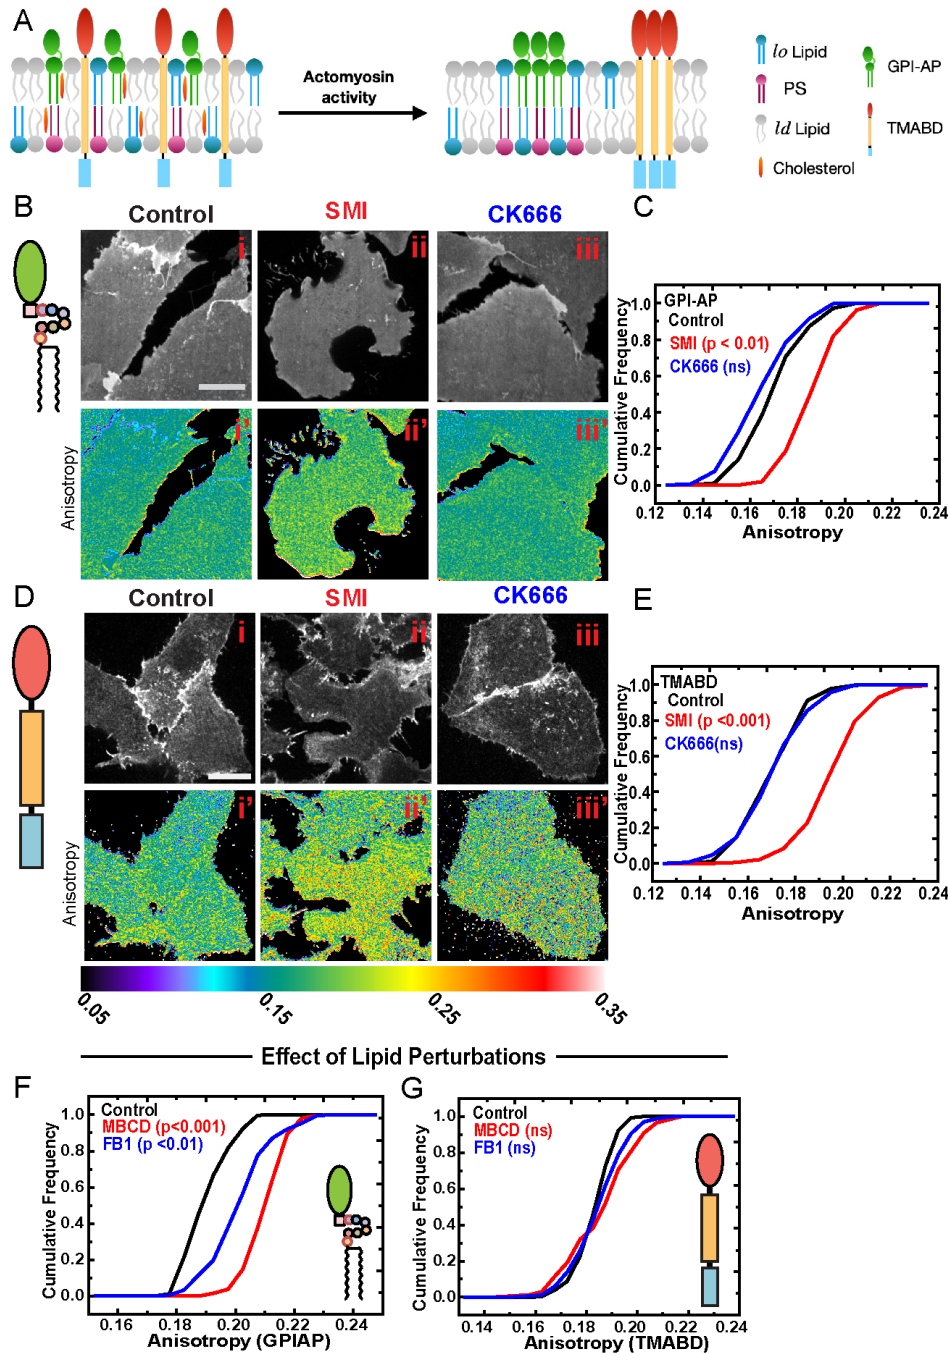 A
Actomyosin
activity
lo Lipid
PS
ld Lipid
Cholesterol
GPI-AP
TMABD
B
Control
SMI
CK666
i
ii
iii
Anisotropy
i'
ii'
iii'
C
Cumulative Frequency
1.0
0.8
0.6
0.4
0.2
0.0
GPI-AP
Control
SMI (p < 0.01)
CK666 (ns)
0.12
0.14
0.16
0.18
0.20
0.22
0.24
Anisotropy
D
Control
SMI
CK666
i
ii
iii
Anisotropy
i'
ii'
iii'
0.05
0.15
0.25
0.35
E
Cumulative Frequency
1.0
0.8
0.6
0.4
0.2
0.0
TMABD
Control
SMI (p <0.001)
CK666(ns)
0.12
0.14
0.16
0.18
0.20
0.22
0.24
Anisotropy
Effect of Lipid Perturbations
F
Cumulative Frequency
1.0
0.8
0.6
0.4
0.2
0.0
Control
MBCD (p<0.001)
FB1 (p <0.01)
0.16
0.18
0.20
0.22
0.24
Anisotropy (GPIAP)
G
Cumulative Frequency
1.0
0.8
0.6
0.4
0.2
0.0
Control
MBCD (ns)
FB1 (ns)
0.14
0.16
0.18
0.20
0.22
0.24
Anisotropy (TMABD)